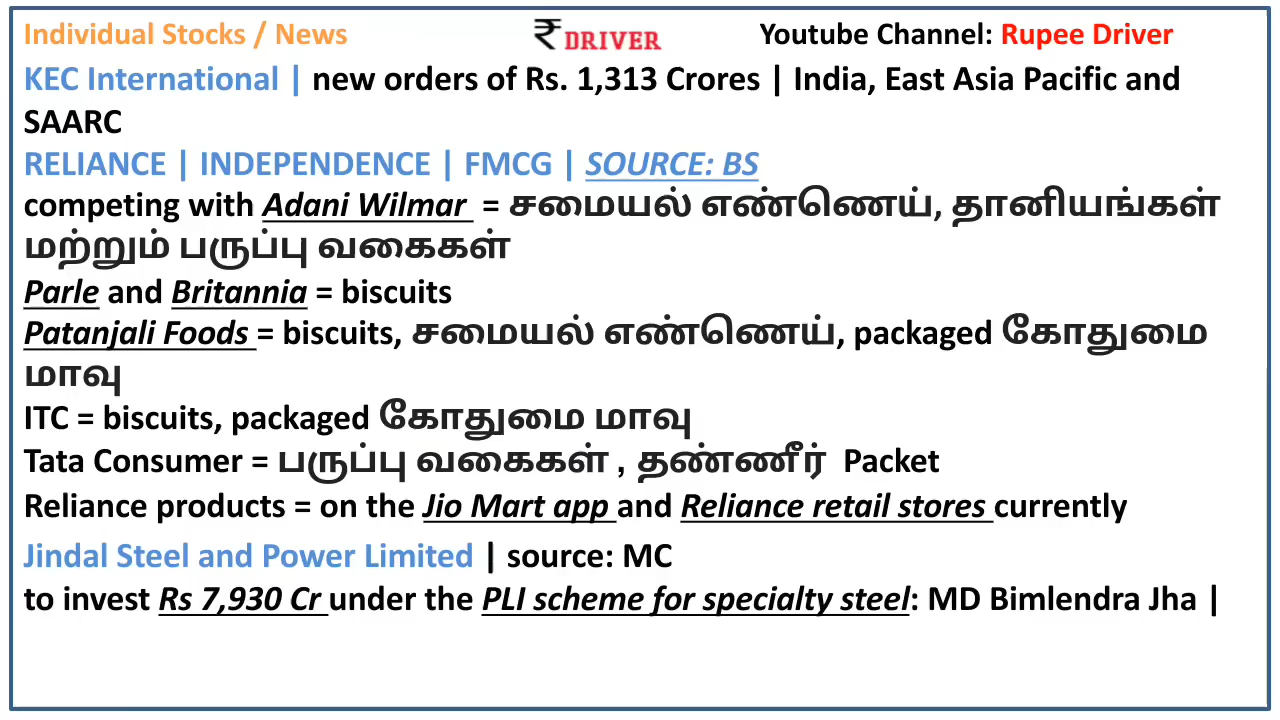 Individual Stocks / News
₹ DRIVER
Youtube Channel: Rupee Driver
KEC International | new orders of Rs. 1,313 Crores | India, East Asia Pacific and
SAARC
RELIANCE | INDEPENDENCE | FMCG | SOURCE: BS
competing with Adani Wilmar = சமையல் எண்ணெய், தானியங்கள்
மற்றும் பருப்பு வகைகள்
Parle and Britannia = biscuits
Patanjali Foods = biscuits, சமையல் எண்ணெய், packaged கோதுமை
மாவு
ITC = biscuits, packaged கோதுமை மாவு
Tata Consumer = பருப்பு வகைகள் , தண்ணீர் Packet
Reliance products = on the Jio Mart app and Reliance retail stores currently
Jindal Steel and Power Limited | source: MC
to invest Rs 7,930 Cr under the PLI scheme for specialty steel: MD Bimlendra Jha |